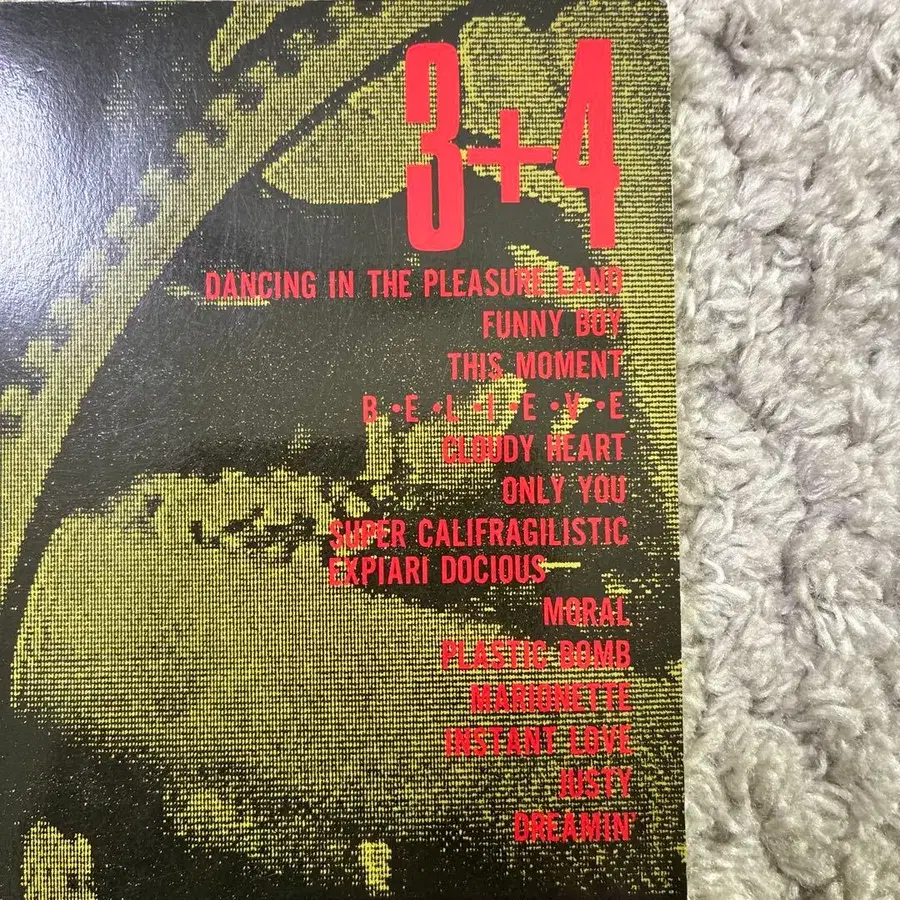 3+4
DANCING IN THE PLEASURE LAND
FUNNY BOY
THIS MOMENT
B•E•L•I•E•V•E
CLOUDY HEART
ONLY YOU
SUPER CALIFRAGILISTIC
EXPIARI DOCIOUS
MORAL
PLASTIC BOMB
MARIONETTE
INSTANT LOVE
JUSTY
DREAMIN'